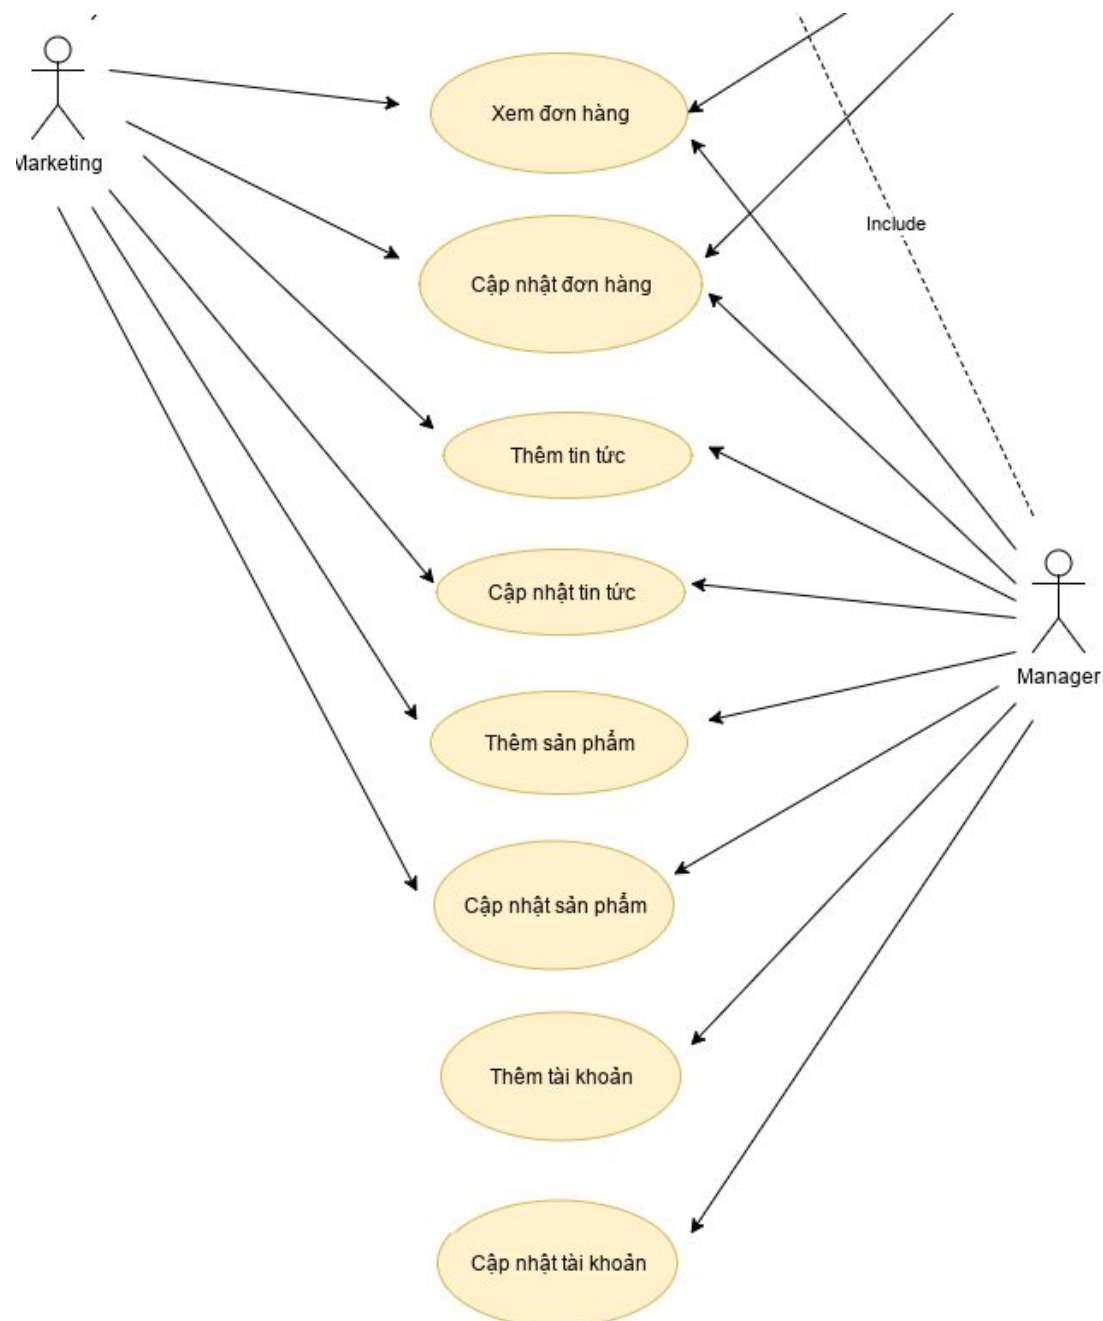 Xem đơn hàng
Marketing
Include
Cập nhật đơn hàng
Thêm tin tức
Cập nhật tin tức
Manager
Thêm sản phẩm
Cập nhật sản phẩm
Thêm tài khoản
Cập nhật tài khoản